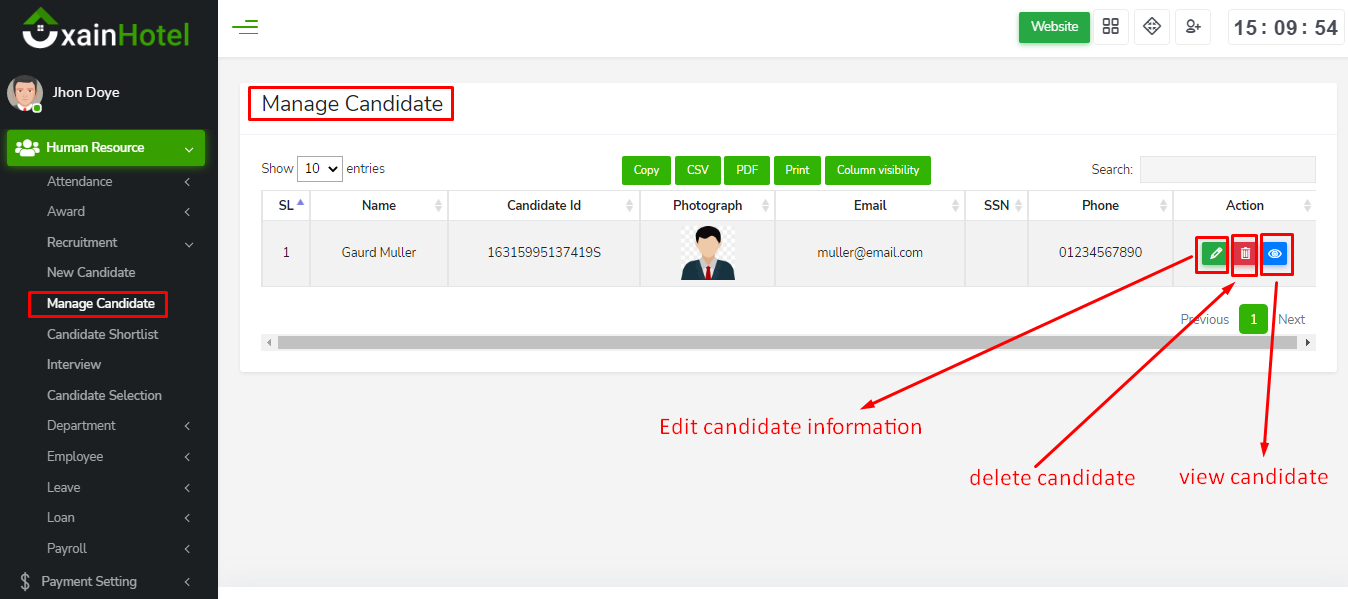 xainHotel
Website
15 : 09 : 54
Jhon Doye
Human Resource
Attendance
Award
Recruitment
New Candidate
Manage Candidate
Candidate Shortlist
Interview
Candidate Selection
Department
Employee
Leave
Loan
Payroll
$ Payment Setting
Manage Candidate
Show 10 entries
Copy CSV PDF Print Column visibility
Search:
SL Name Candidate Id Photograph Email SSN Phone Action
1 Gaurd Muller 16315995137419S muller@email.com 01234567890
Previous 1 Next
Edit candidate information
delete candidate
view candidate